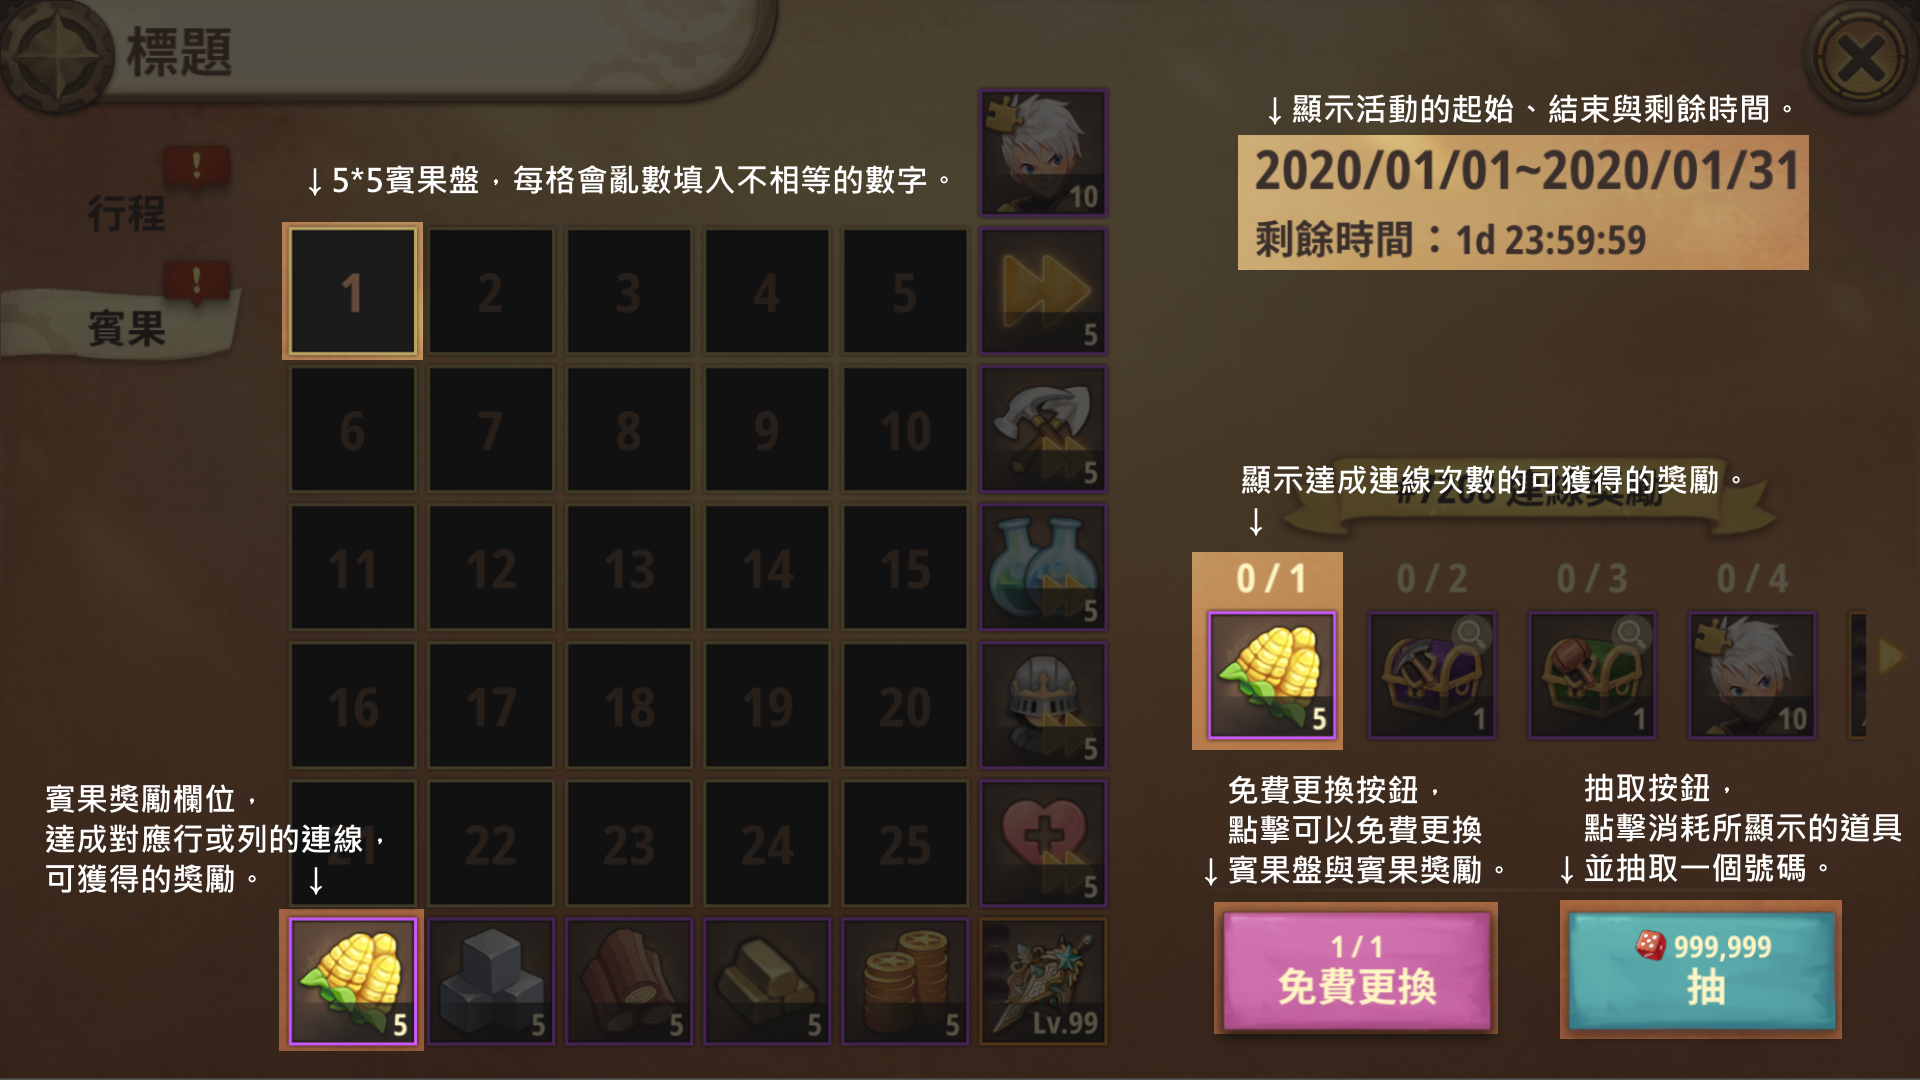 標題
↓顯示活動的起始、結束與剩餘時間。
2020/01/01~2020/01/31
剩餘時間：1d 23:59:59
↓5*5賓果盤，每格會亂數填入不相等的數字。
行程
!
賓果
!
10
1 2 3 4 5 5
6 7 8 9 10 5
11 12 13 14 15 5
16 17 18 19 20 5
21 22 23 24 25 5
賓果獎勵欄位，
達成對應行或列的連線，
可獲得的獎勵。 ↓
5 5 5 5 5 Lv.99
顯示達成連線次數的可獲得的獎勵。
↓
連線獎勵
0 / 1 0 / 2 0 / 3 0 / 4
5 1 1 10
免費更換按鈕，
點擊可以免費更換
↓賓果盤與賓果獎勵。
1 / 1
免費更換
抽取按鈕，
點擊消耗所顯示的道具
↓並抽取一個號碼。
999,999
抽